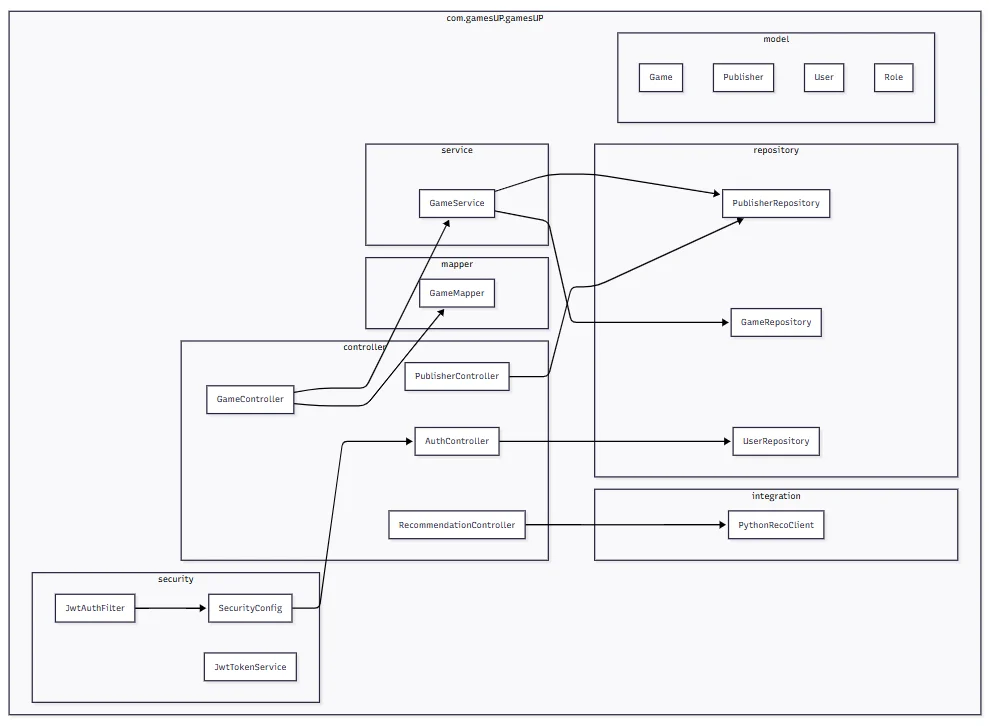 com.gamesUP.gamesUP
model
Game
Publisher
User
Role
service
GameService
repository
PublisherRepository
mapper
GameMapper
GameRepository
controller
PublisherController
GameController
AuthController
UserRepository
integration
RecommendationController
PythonRecoClient
security
JwtAuthFilter
SecurityConfig
JwtTokenService